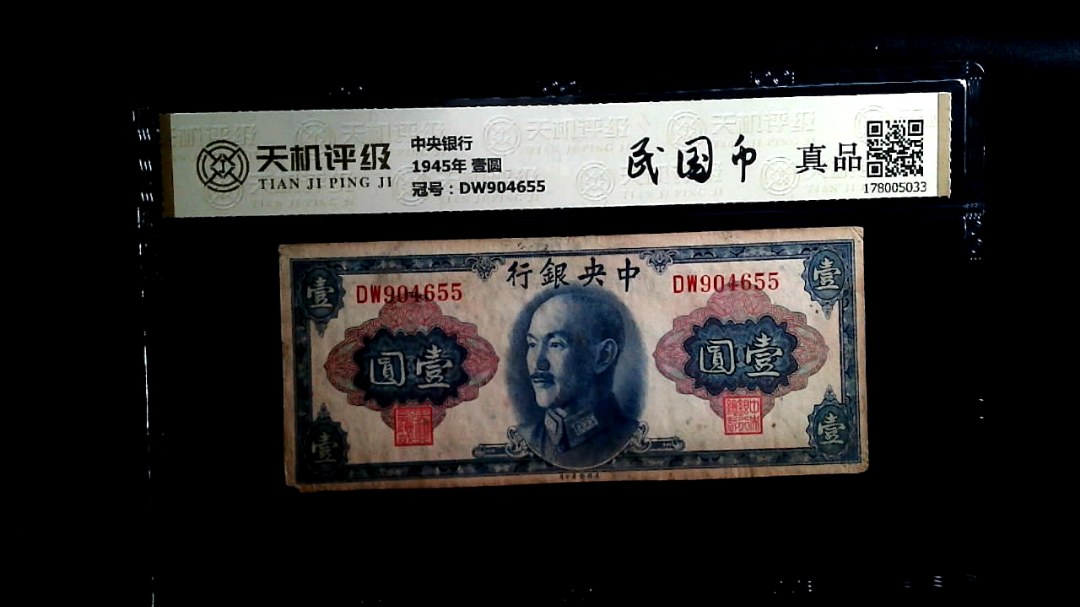 天机评级
TIAN JI PING JI
中央银行
1945年 壹圆
冠号：DW904655
民国币
真品
178005033
行銀央中
壹
壹
DW904655
DW904655
圓壹
圓壹
壹
壹